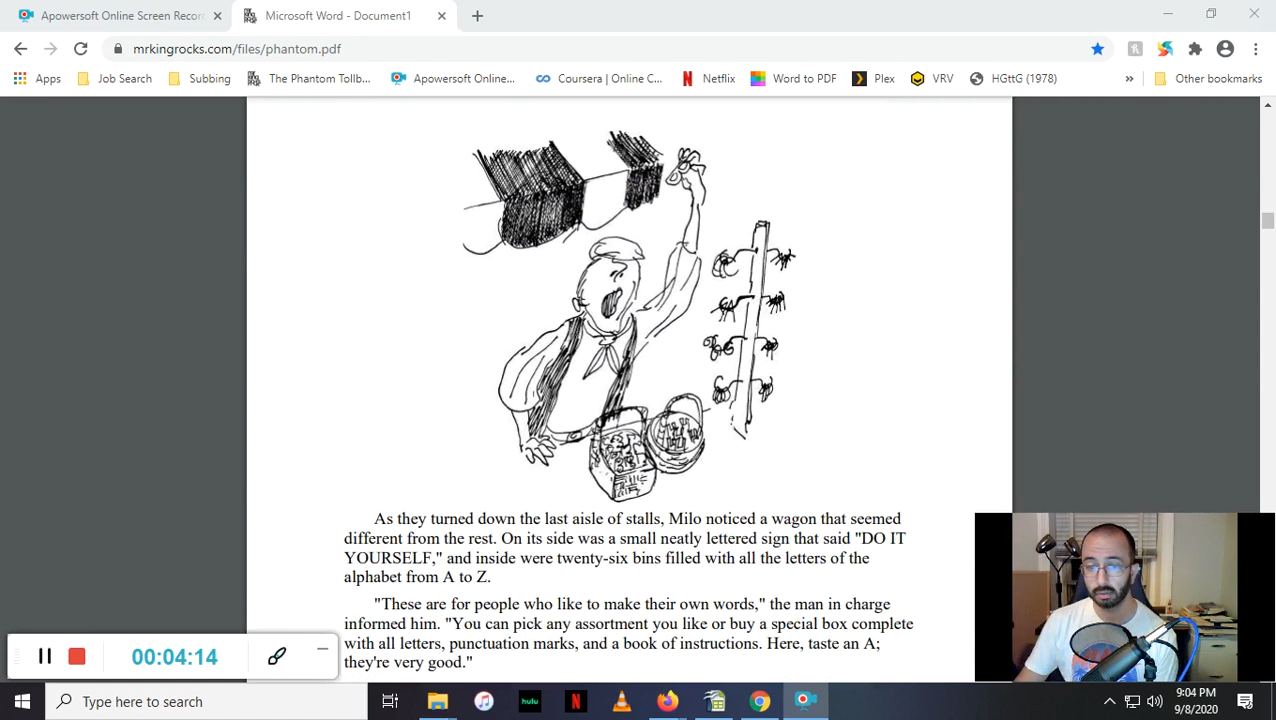 Apowersoft Online Screen Recor
Microsoft Word - Document1
mrkingrocks.com/files/phantom.pdf
Apps
Job Search
Subbing
The Phantom Tollb...
Apowersoft Online...
Coursera | Online C...
Netflix
Word to PDF
Plex
VRV
HGttG (1978)
»
Other bookmarks
As they turned down the last aisle of stalls, Milo noticed a wagon that seemed
different from the rest. On its side was a small neatly lettered sign that said "DO IT
YOURSELF," and inside were twenty-six bins filled with all the letters of the
alphabet from A to Z.
"These are for people who like to make their own words," the man in charge
informed him. "You can pick any assortment you like or buy a special box complete
with all letters, punctuation marks, and a book of instructions. Here, taste an A;
they're very good."
00:04:14
Type here to search
hulu
N
9:04 PM
9/8/2020